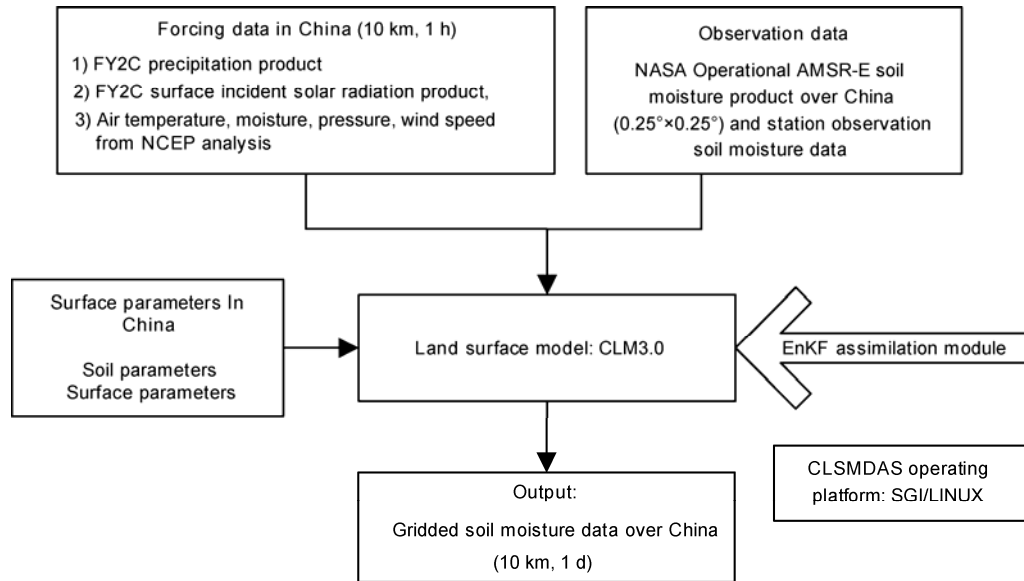 Forcing data in China (10 km, 1 h)
1) FY2C precipitation product
2) FY2C surface incident solar radiation product,
3) Air temperature, moisture, pressure, wind speed
from NCEP analysis
Observation data
NASA Operational AMSR-E soil
moisture product over China
(0.25°×0.25°) and station observation
soil moisture data
Surface parameters In
China
Soil parameters
Surface parameters
Land surface model: CLM3.0
EnKF assimilation module
CLSMDAS operating
platform: SGI/LINUX
Output:
Gridded soil moisture data over China
(10 km, 1 d)